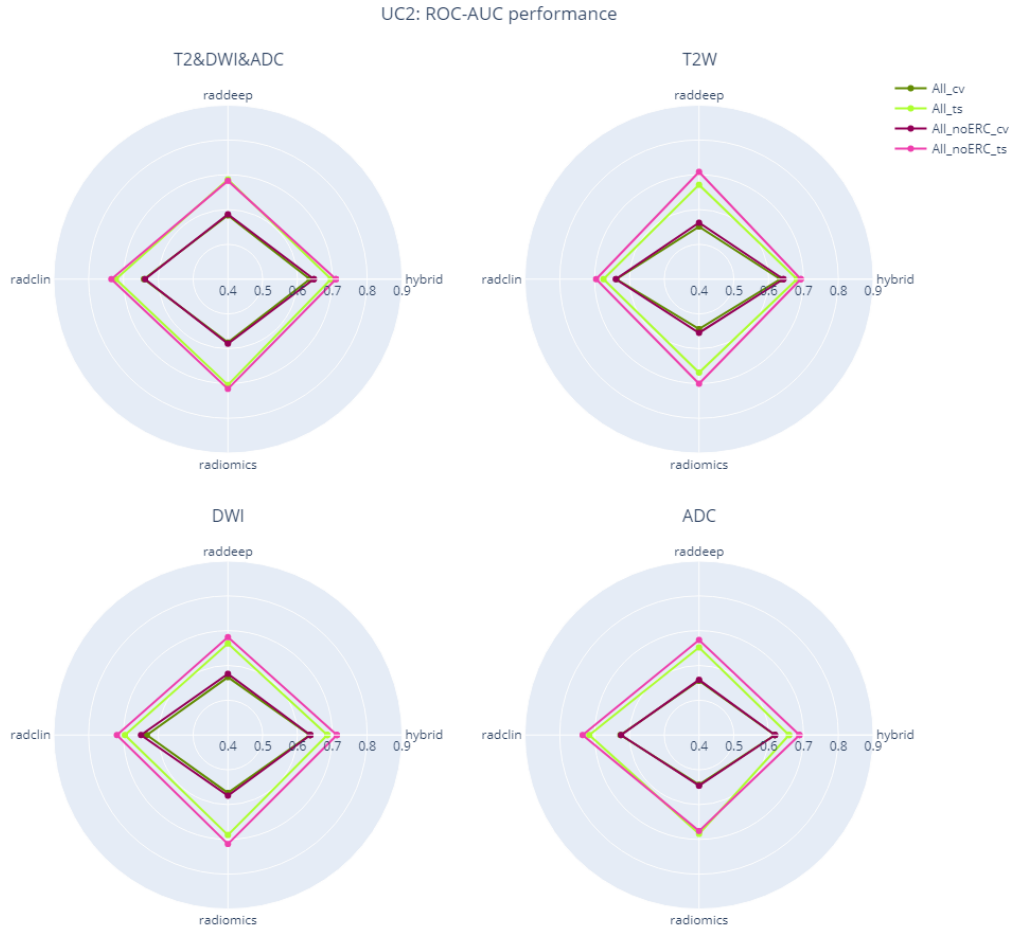 UC2: ROC-AUC performance
T2&DWI&ADC
raddeep
radclin
0.4 0.5 0.6 0.7 0.8 0.9
hybrid
radiomics
T2W
raddeep
0.4 0.5 0.6 0.7 0.8 0.9
hybrid
radiomics
All_cv
All_ts
All_noERC_cv
All_noERC_ts
radclin
DWI
raddeep
radclin
0.4 0.5 0.6 0.7 0.8 0.9
hybrid
radiomics
ADC
raddeep
radclin
0.4 0.5 0.6 0.7 0.8 0.9
hybrid
radiomics